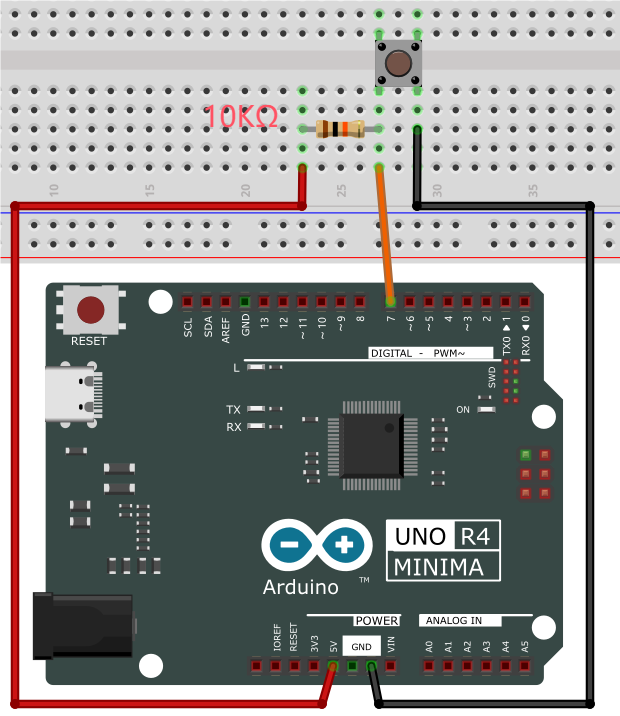 10KΩ
10
15
20
25
30
35
SCL
SDA
AREF
GND
13
12
~11
~10
~9
8
7
~6
~5
4
~3
2
TX0 ▶ 1
RX0 ◀ 0
RESET
DIGITAL - PWM~
L
TX
RX
SWD
ON
UNO R4
MINIMA
Arduino
TM
POWER
ANALOG IN
IOREF
RESET
3V3
5V
GND
VIN
A0
A1
A2
A3
A4
A5